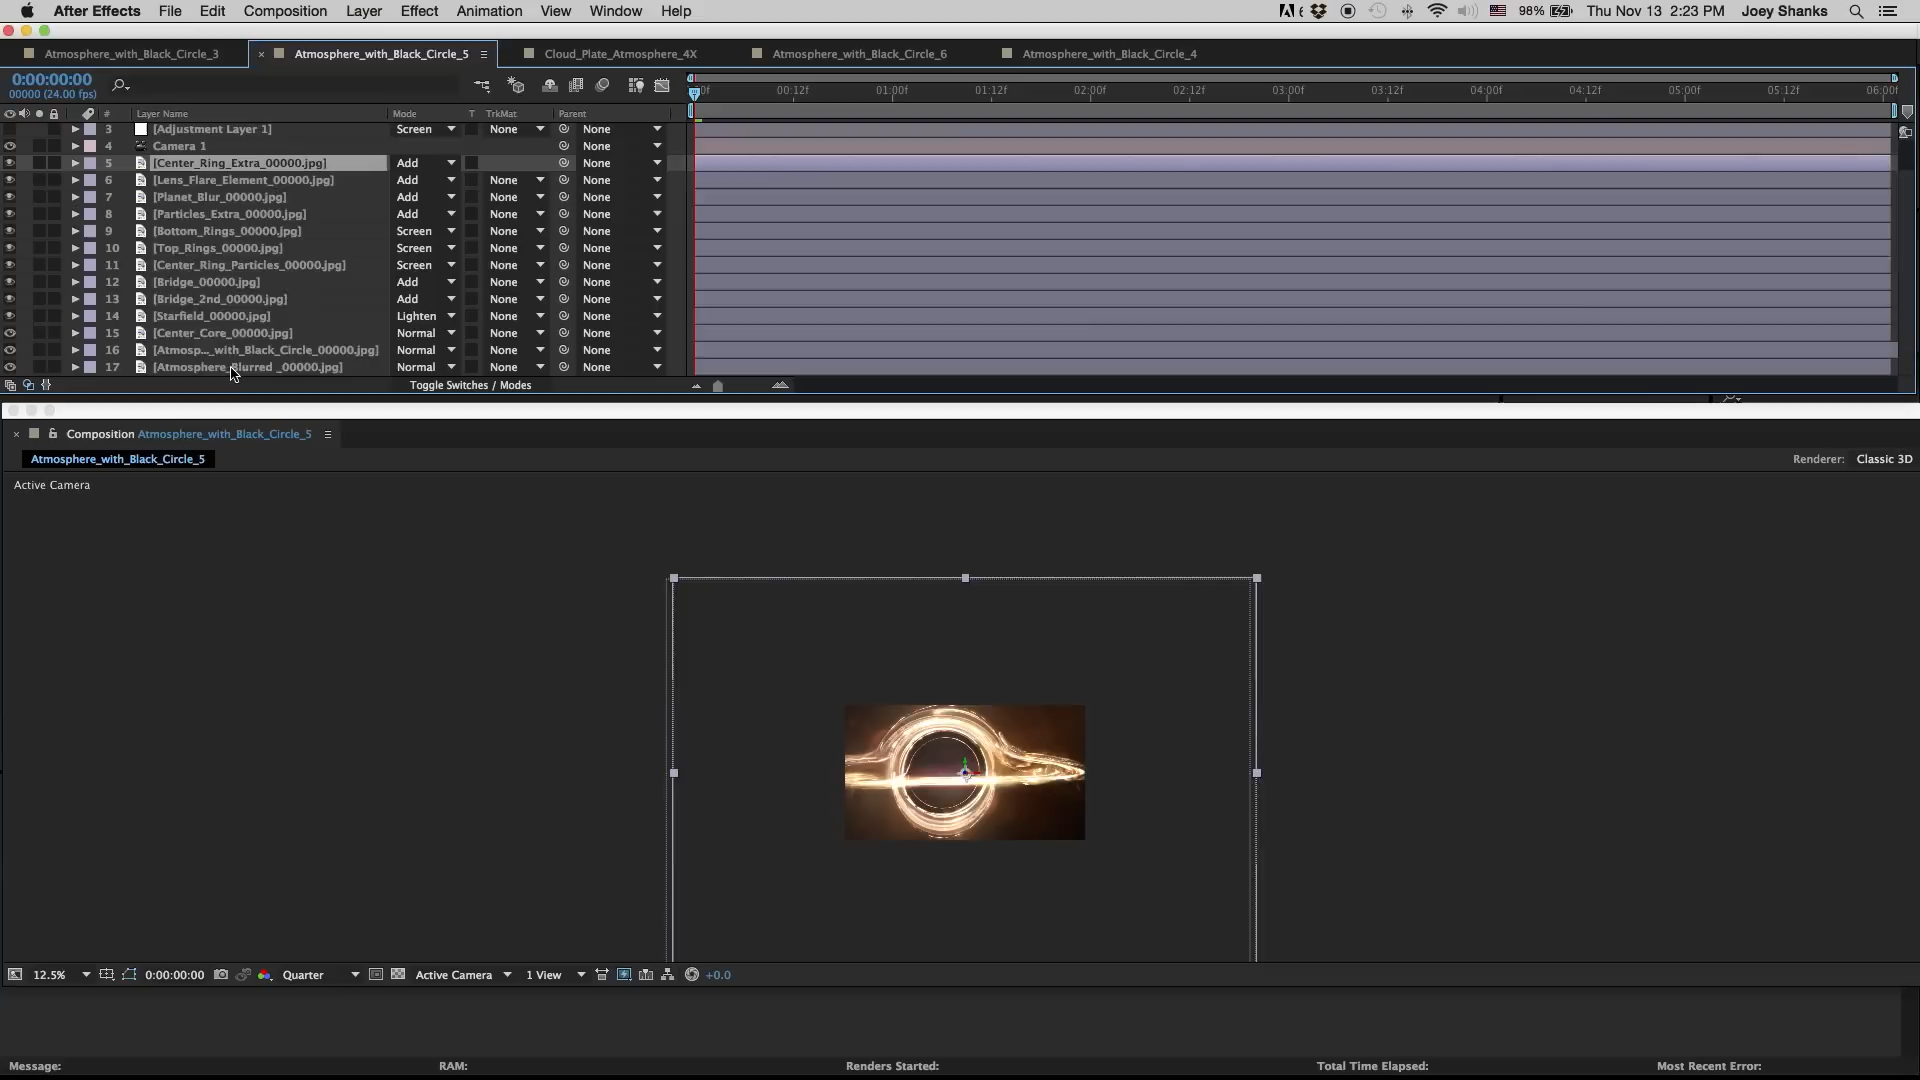 After Effects File Edit Composition Layer Effect Animation View Window Help 98% Thu Nov 13 2:23 PM Joey Shanks
Atmosphere_with_Black_Circle_3 × Atmosphere_with_Black_Circle_5 Cloud_Plate_Atmosphere_4X Atmosphere_with_Black_Circle_6 Atmosphere_with_Black_Circle_4
0:00:00:00
00000 (24.00 fps)
00:12f 01:00f 01:12f 02:00f 02:12f 03:00f 03:12f 04:00f 04:12f 05:00f 05:12f 06:00f
# Layer Name Mode T TrkMat Parent
3 [Adjustment Layer 1] Screen None None
4 Camera 1 None
5 [Center_Ring_Extra_00000.jpg] Add None
6 [Lens_Flare_Element_00000.jpg] Add None None
7 [Planet_Blur_00000.jpg] Add None None
8 [Particles_Extra_00000.jpg] Add None None
9 [Bottom_Rings_00000.jpg] Screen None None
10 [Top_Rings_00000.jpg] Screen None None
11 [Center_Ring_Particles_00000.jpg] Screen None None
12 [Bridge_00000.jpg] Add None None
13 [Bridge_2nd_00000.jpg] Add None None
14 [Starfield_00000.jpg] Lighten None None
15 [Center_Core_00000.jpg] Normal None None
16 [Atmosp..._with_Black_Circle_00000.jpg] Normal None None
17 [Atmosphere_Blurred _00000.jpg] Normal None None
Toggle Switches / Modes
× Composition Atmosphere_with_Black_Circle_5
Atmosphere_with_Black_Circle_5 Renderer: Classic 3D
Active Camera
12.5% 0:00:00:00 Quarter Active Camera 1 View +0.0
Message: RAM: Renders Started: Total Time Elapsed: Most Recent Error: